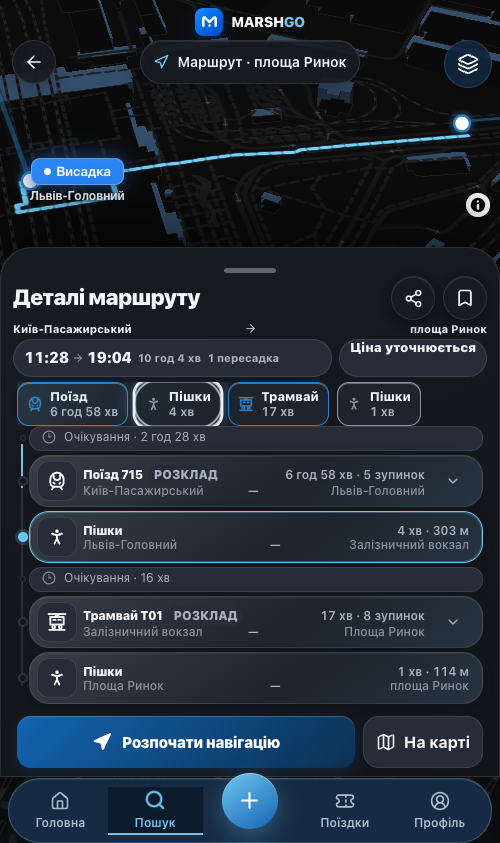 MARSHGO
Маршрут · площа Ринок
Висадка
Львів-Головний
Деталі маршруту
Київ-Пасажирський → площа Ринок
11:28 → 19:04 10 год 4 хв 1 пересадка
Ціна уточнюється
Поїзд
6 год 58 хв
Пішки
4 хв
Трамвай
17 хв
Пішки
1 хв
Очікування · 2 год 28 хв
Поїзд 715 РОЗКЛАД 6 год 58 хв · 5 зупинок
Київ-Пасажирський — Львів-Головний
Пішки 4 хв · 303 м
Львів-Головний — Залізничний вокзал
Очікування · 16 хв
Трамвай Т01 РОЗКЛАД 17 хв · 8 зупинок
Залізничний вокзал — Площа Ринок
Пішки 1 хв · 114 м
Площа Ринок — площа Ринок
Розпочати навігацію
На карті
Головна
Пошук
Поїздки
Профіль